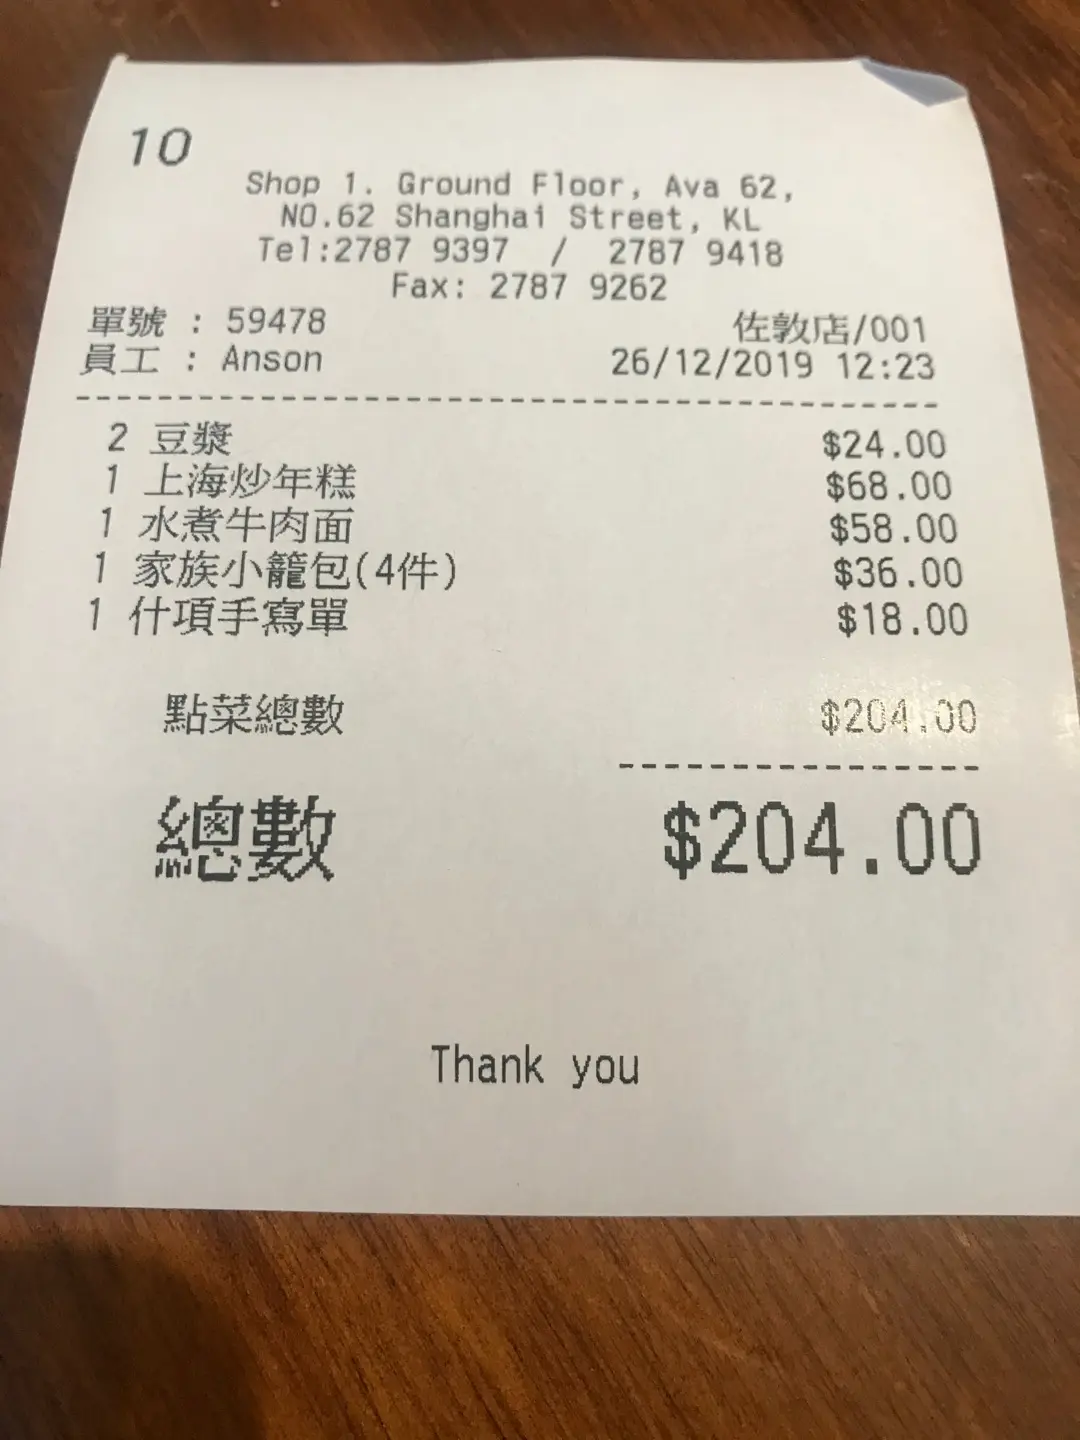 10
Shop 1. Ground Floor, Ava 62,
NO.62 Shanghai Street, KL
Tel:2787 9397 / 2787 9418
Fax: 2787 9262
單號 : 59478 佐敦店/001
員工 : Anson 26/12/2019 12:23
2 豆漿 $24.00
1 上海炒年糕 $68.00
1 水煮牛肉面 $58.00
1 家族小籠包(4件) $36.00
1 什項手寫單 $18.00
點菜總數 $204.00
總數 $204.00
Thank you